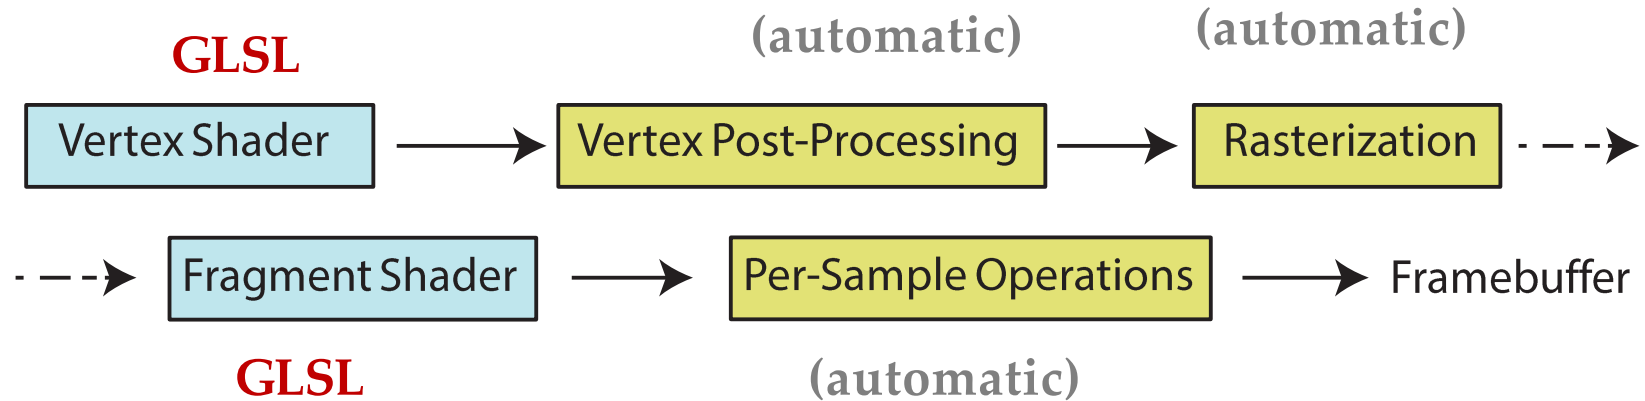 GLSL
(automatic)
(automatic)
Vertex Shader
Vertex Post-Processing
Rasterization
Fragment Shader
Per-Sample Operations
Framebuffer
GLSL
(automatic)